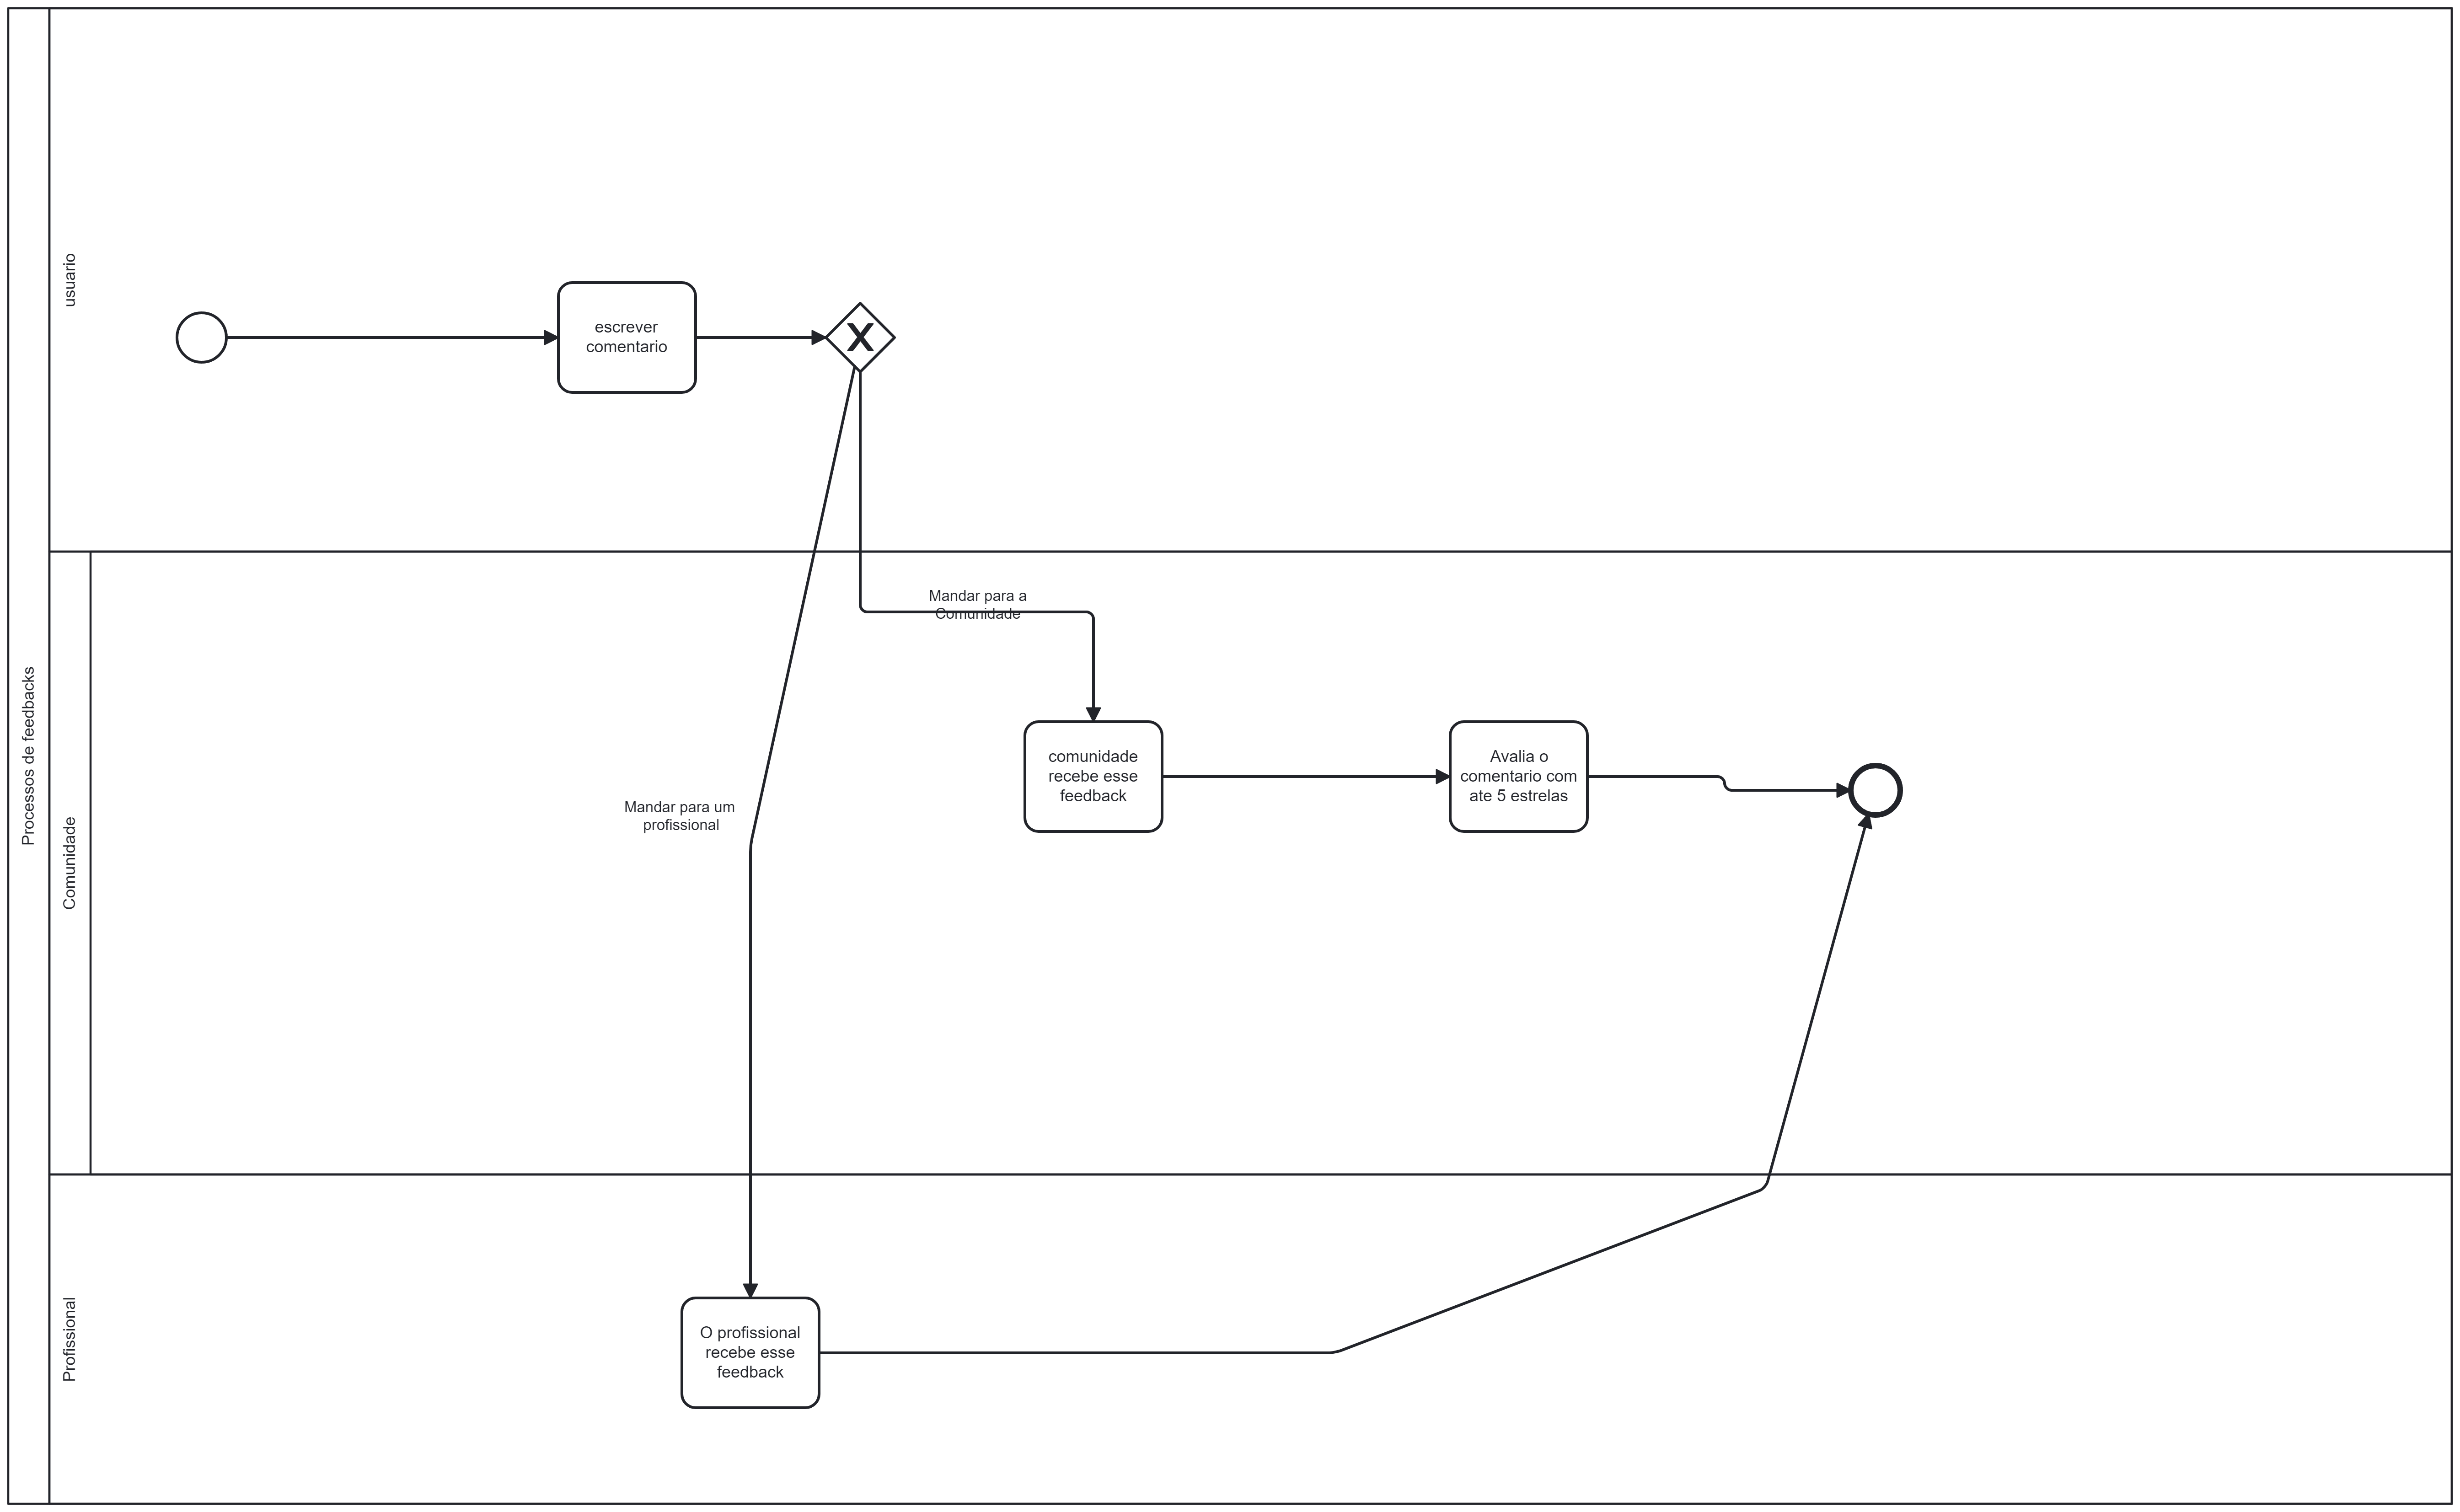 Processos de feedbacks
usuario
escrever
comentario
Comunidade
Mandar para a
Comunidade
Mandar para um
profissional
comunidade
recebe esse
feedback
Avalia o
comentario com
ate 5 estrelas
Profissional
O profissional
recebe esse
feedback